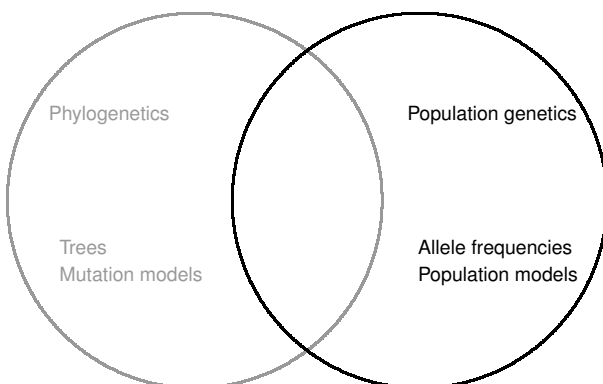 Phylogenetics
Population genetics
Trees
Mutation models
Allele frequencies
Population models